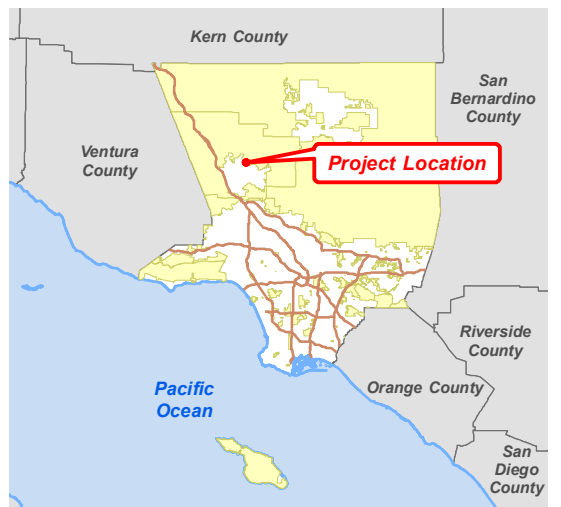 Kern County
San
Bernardino
County
Ventura
County
Project Location
Riverside
County
Orange County
Pacific
Ocean
San
Diego
County